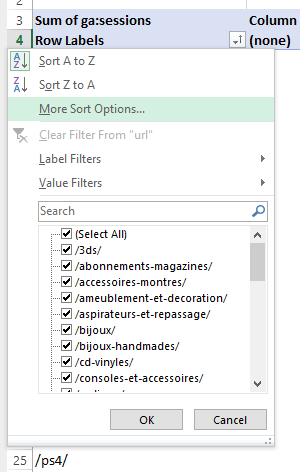 2
3 Sum of ga:sessions Column
4 Row Labels (none)
Sort A to Z
Sort Z to A
More Sort Options...
Clear Filter From "url"
Label Filters
Value Filters
Search
(Select All)
/3ds/
/abonnements-magazines/
/accessoires-montres/
/ameublement-et-decoration/
/aspirateurs-et-repassage/
/bijoux/
/bijoux-handmades/
/cd-vinyles/
/consoles-et-accessoires/
OK Cancel
25 /ps4/